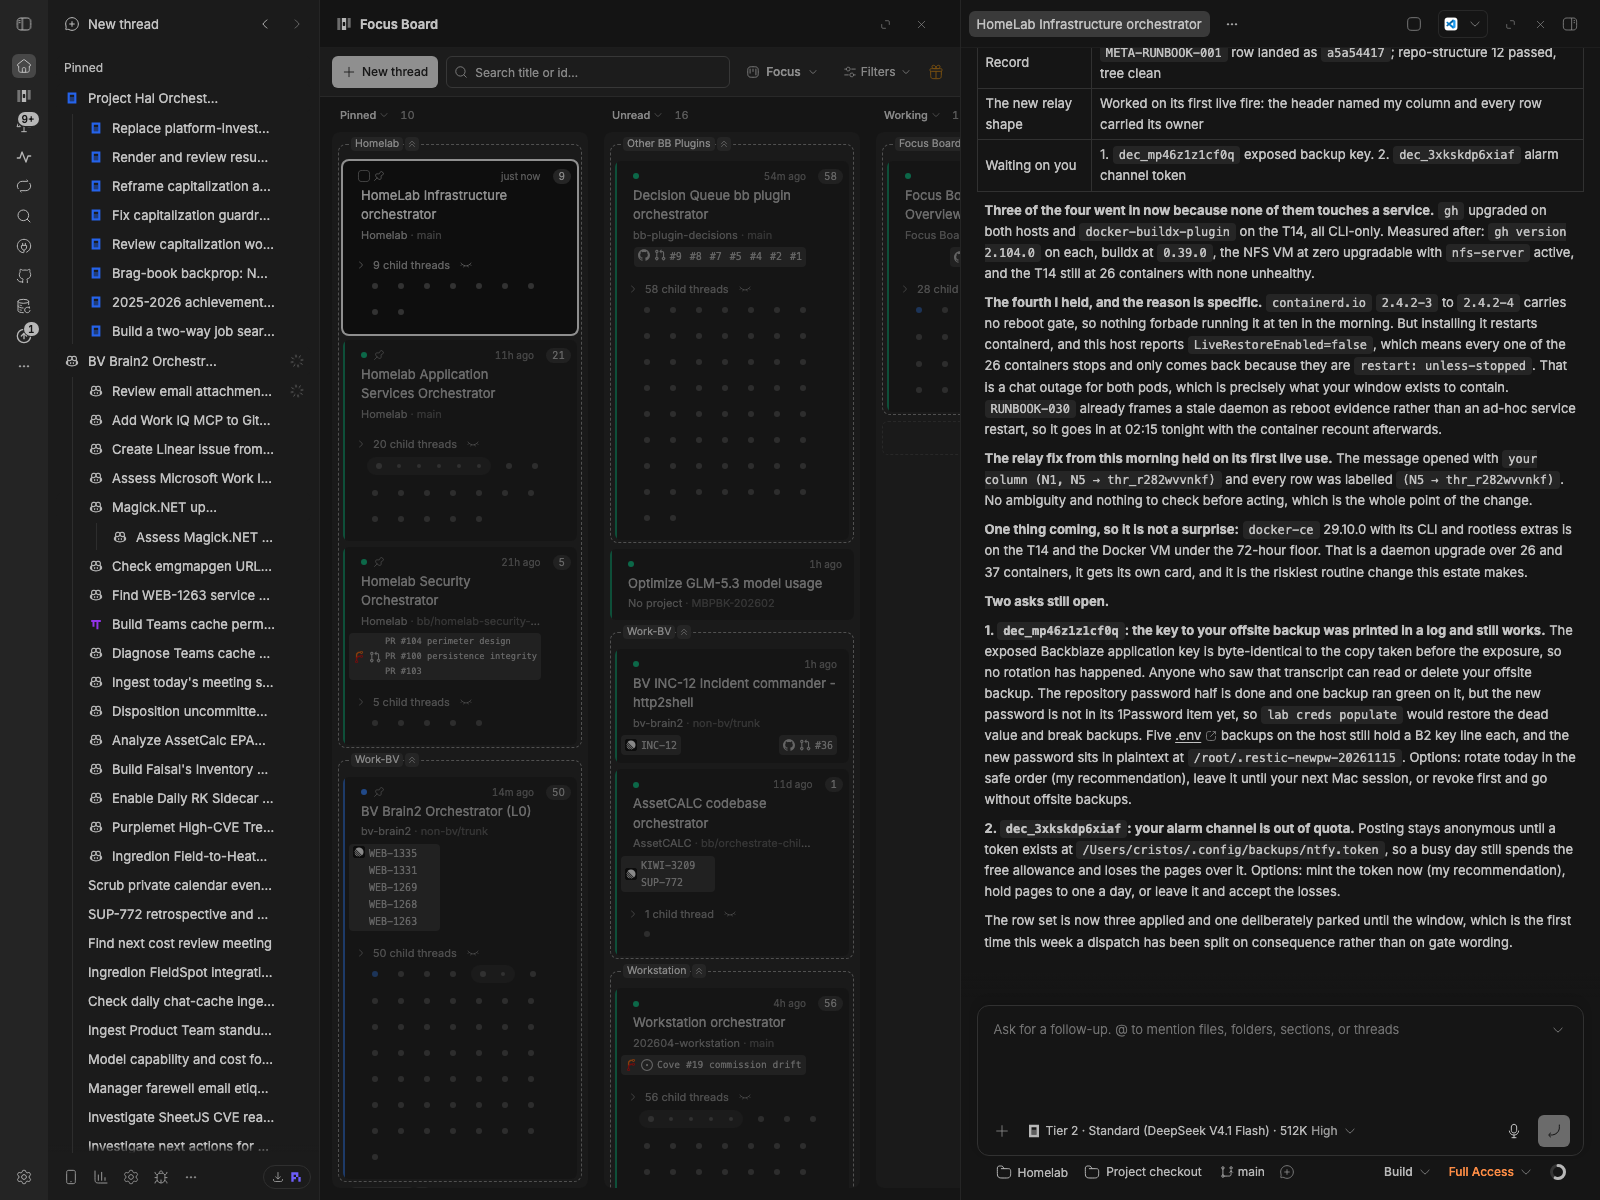 New thread
Pinned
Project Hal Orchest...
Replace platform-invest...
Render and review resu...
Reframe capitalization a...
Fix capitalization guardr...
Review capitalization wo...
Brag-book backprop: N...
2025-2026 achievement...
Build a two-way job sear...
BV Brain2 Orchestr...
Review email attachmen...
Add Work IQ MCP to Git...
Create Linear issue from...
Assess Microsoft Work I...
Magick.NET up...
Assess Magick.NET ...
Check emgmapgen URL...
Find WEB-1263 service ...
Build Teams cache perm...
Diagnose Teams cache ...
Ingest today's meeting s...
Disposition uncommitte...
Analyze AssetCalc EPA...
Build Faisal's Inventory ...
Enable Daily RK Sidecar ...
Purplemet High-CVE Tre...
Ingredion Field-to-Heat...
Scrub private calendar even...
SUP-772 retrospective and ...
Find next cost review meeting
Ingredion FieldSpot integrati...
Check daily chat-cache inge...
Ingest Product Team standu...
Model capability and cost fo...
Manager farewell email etiq...
Investigate SheetJS CVE rea...
Investigate next actions for ...
9+
1
Focus Board
New thread
Search title or id...
Focus
Filters
Pinned 10
Homelab
just now 9
HomeLab Infrastructure
orchestrator
Homelab · main
9 child threads
11h ago 21
Homelab Application
Services Orchestrator
Homelab · main
20 child threads
21h ago 5
Homelab Security
Orchestrator
Homelab · bb/homelab-security-...
PR #104 perimeter design
PR #100 persistence integrity
PR #103
5 child threads
Work-BV
14m ago 50
BV Brain2 Orchestrator (L0)
bv-brain2 · non-bv/trunk
WEB-1335
WEB-1331
WEB-1269
WEB-1268
WEB-1263
50 child threads
Unread 16
Other BB Plugins
54m ago 58
Decision Queue bb plugin
orchestrator
bb-plugin-decisions · main
#9 #8 #7 #5 #4 #2 #1
58 child threads
1h ago
Optimize GLM-5.3 model usage
No project · MBPBK-202602
Work-BV
1h ago
BV INC-12 Incident commander -
http2shell
bv-brain2 · non-bv/trunk
INC-12 #36
11d ago 1
AssetCALC codebase
orchestrator
AssetCALC · bb/orchestrate-chil...
KIWI-3209
SUP-772
1 child thread
Workstation
4h ago 56
Workstation orchestrator
202604-workstation · main
Cove #19 commission drift
56 child threads
Working 1
Focus Board
Focus Bo
Overview
Focus Boa
28 child
HomeLab Infrastructure orchestrator
Record META-RUNBOOK-001 row landed as a5a54417; repo-structure 12 passed,
tree clean
The new relay shape Worked on its first live fire: the header named my column and every row
carried its owner
Waiting on you 1. dec_mp46z1z1cf0q exposed backup key. 2. dec_3xkskdp6xiaf alarm
channel token
Three of the four went in now because none of them touches a service. gh upgraded on
both hosts and docker-buildx-plugin on the T14, all CLI-only. Measured after: gh version
2.104.0 on each, buildx at 0.39.0, the NFS VM at zero upgradable with nfs-server active,
and the T14 still at 26 containers with none unhealthy.
The fourth I held, and the reason is specific. containerd.io 2.4.2-3 to 2.4.2-4 carries
no reboot gate, so nothing forbade running it at ten in the morning. But installing it restarts
containerd, and this host reports LiveRestoreEnabled=false, which means every one of the
26 containers stops and only comes back because they are restart: unless-stopped. That
is a chat outage for both pods, which is precisely what your window exists to contain.
RUNBOOK-030 already frames a stale daemon as reboot evidence rather than an ad-hoc service
restart, so it goes in at 02:15 tonight with the container recount afterwards.
The relay fix from this morning held on its first live use. The message opened with your
column (N1, N5 → thr_r282wvvnkf) and every row was labelled (N5 → thr_r282wvvnkf).
No ambiguity and nothing to check before acting, which is the whole point of the change.
One thing coming, so it is not a surprise: docker-ce 29.10.0 with its CLI and rootless extras is
on the T14 and the Docker VM under the 72-hour floor. That is a daemon upgrade over 26 and
37 containers, it gets its own card, and it is the riskiest routine change this estate makes.
Two asks still open.
1. dec_mp46z1z1cf0q: the key to your offsite backup was printed in a log and still works. The
exposed Backblaze application key is byte-identical to the copy taken before the exposure, so
no rotation has happened. Anyone who saw that transcript can read or delete your offsite
backup. The repository password half is done and one backup ran green on it, but the new
password is not in its 1Password item yet, so lab creds populate would restore the dead
value and break backups. Five .env backups on the host still hold a B2 key line each, and the
new password sits in plaintext at /root/.restic-newpw-20261115. Options: rotate today in the
safe order (my recommendation), leave it until your next Mac session, or revoke first and go
without offsite backups.
2. dec_3xkskdp6xiaf: your alarm channel is out of quota. Posting stays anonymous until a
token exists at /Users/cristos/.config/backups/ntfy.token, so a busy day still spends the
free allowance and loses the pages over it. Options: mint the token now (my recommendation),
hold pages to one a day, or leave it and accept the losses.
The row set is now three applied and one deliberately parked until the window, which is the first
time this week a dispatch has been split on consequence rather than on gate wording.
Ask for a follow-up. @ to mention files, folders, sections, or threads
Tier 2 · Standard (DeepSeek V4.1 Flash) · 512K High
Homelab Project checkout main Build Full Access